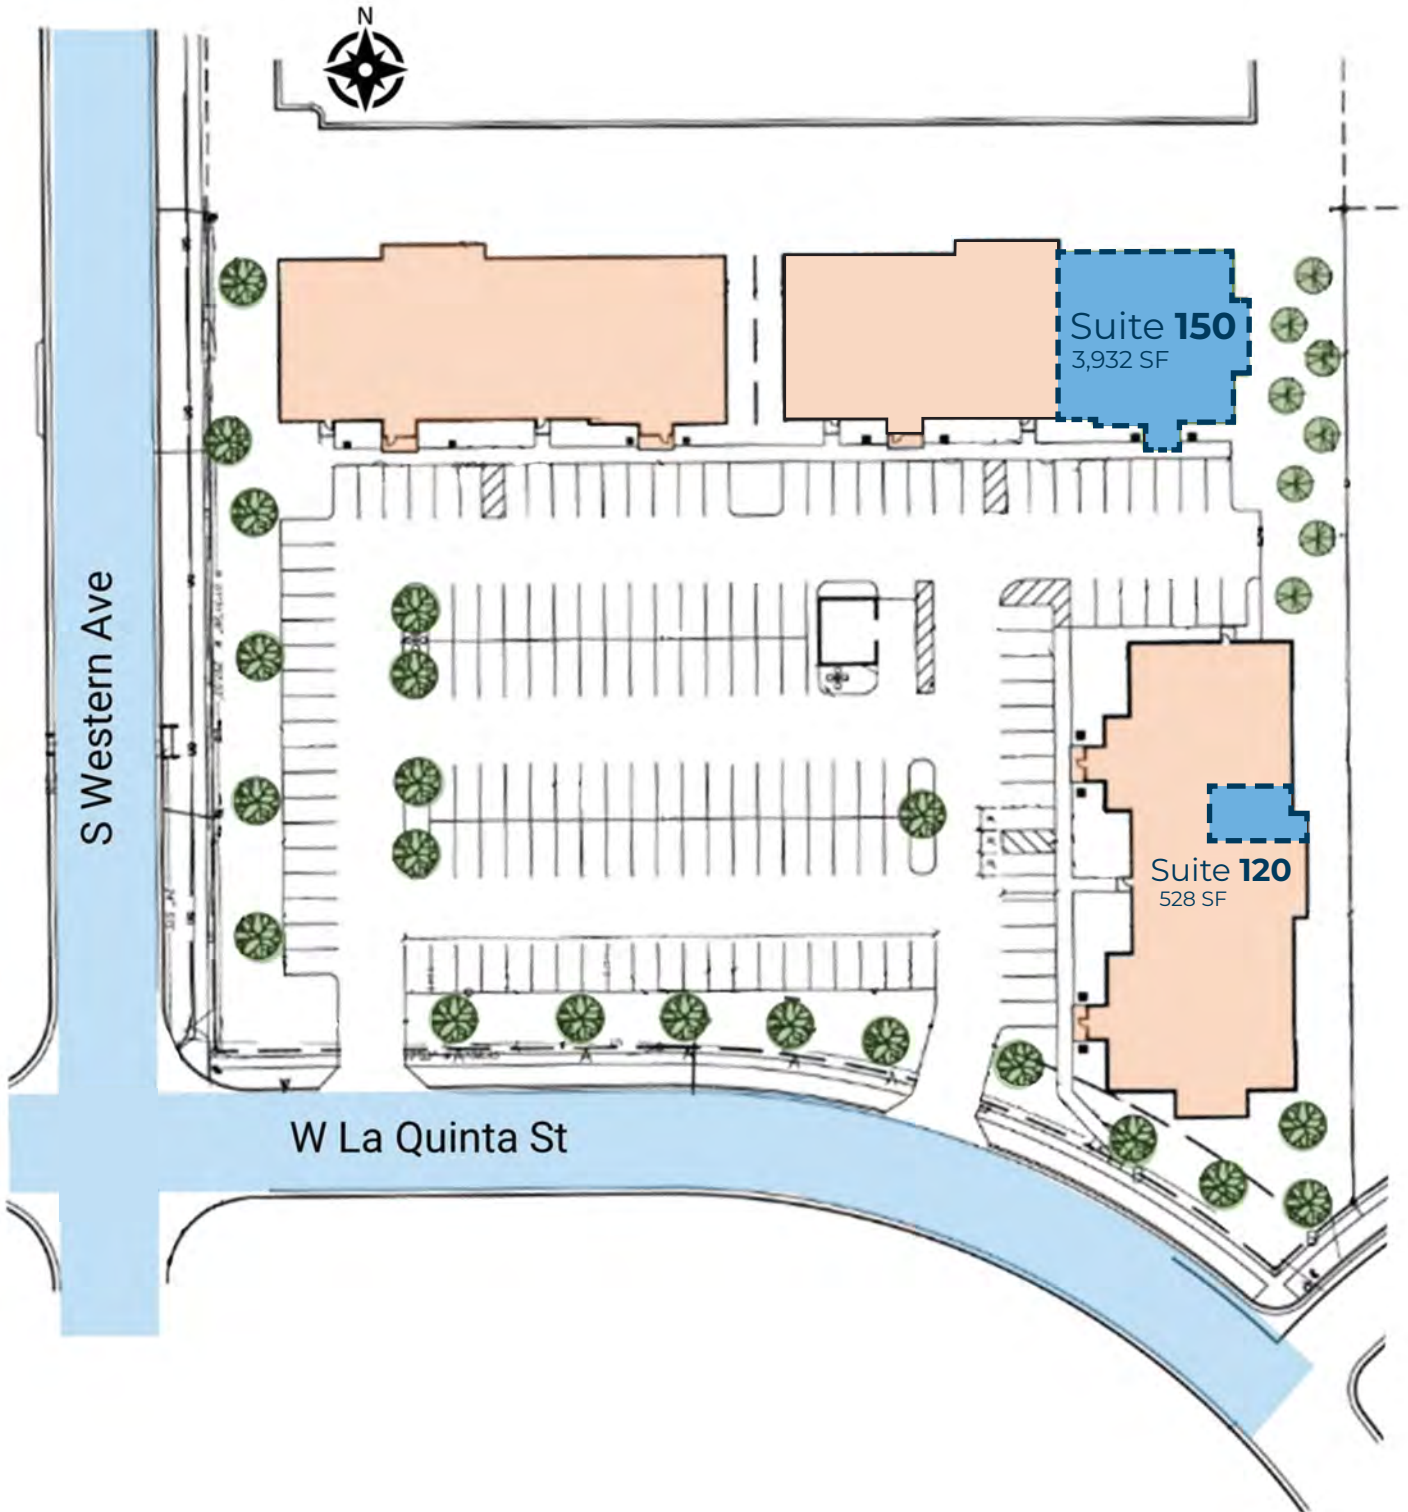 N
Suite 150
3,932 SF
S Western Ave
Suite 120
528 SF
W La Quinta St